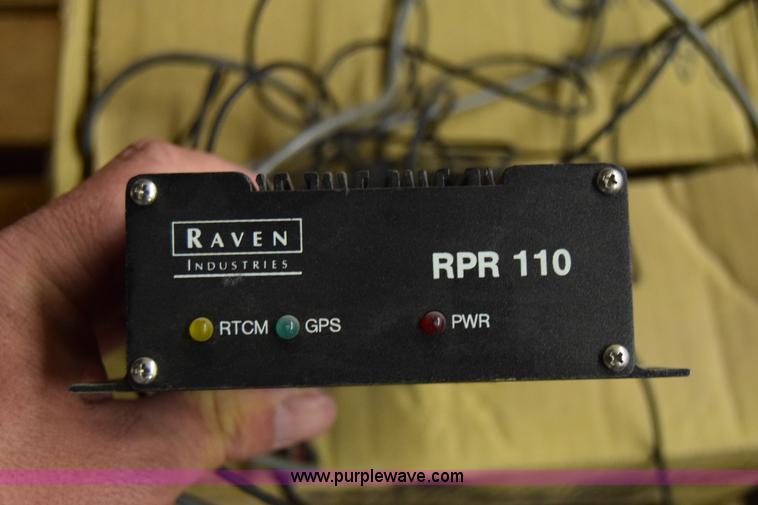 RAVEN
INDUSTRIES
RPR 110
RTCM GPS PWR
www.purplewave.com